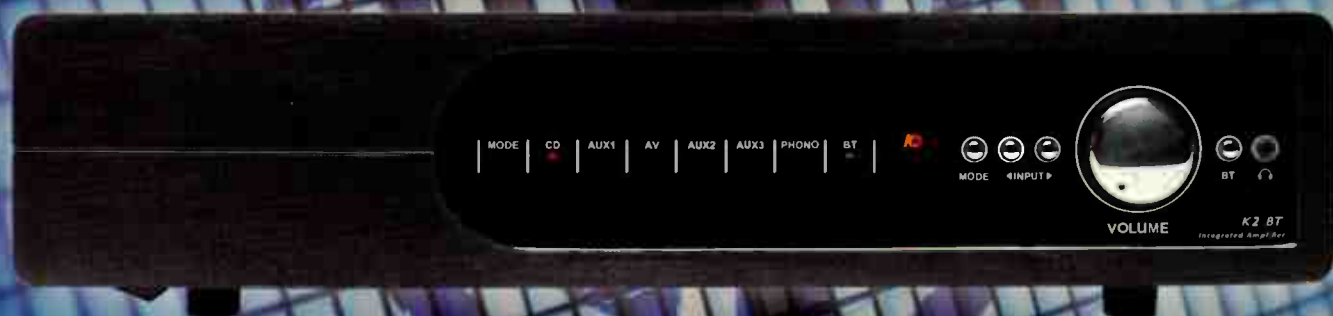 MODE CD AUX1 AV AUX2 AUX3 PHONO BT
MODE ◄INPUT► BT
VOLUME
K2 BT
Integrated Amplifier